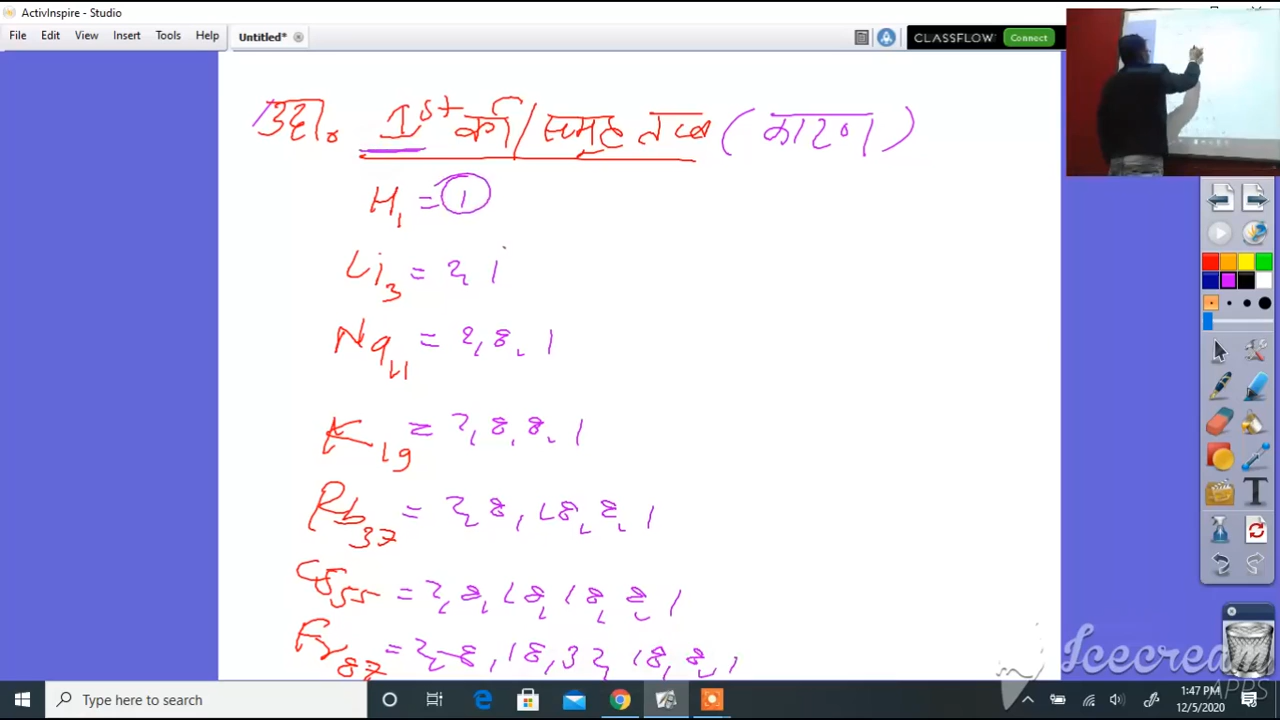 ActivInspire - Studio
File Edit View Insert Tools Help Untitled* CLASSFLOW Connect
उदा० 1st वर्ग/समूह तत्व (कारण)
H1 = 1
Li3 = 2, 1
Na11 = 2, 8, 1
K19 = 2, 8, 8, 1
Rb37 = 2, 8, 18, 8, 1
Cs55 = 2, 8, 18, 18, 8, 1
Fr87 = 2, 8, 18, 32, 18, 8, 1
Icecream
APPS
Type here to search
1:47 PM
12/5/2020